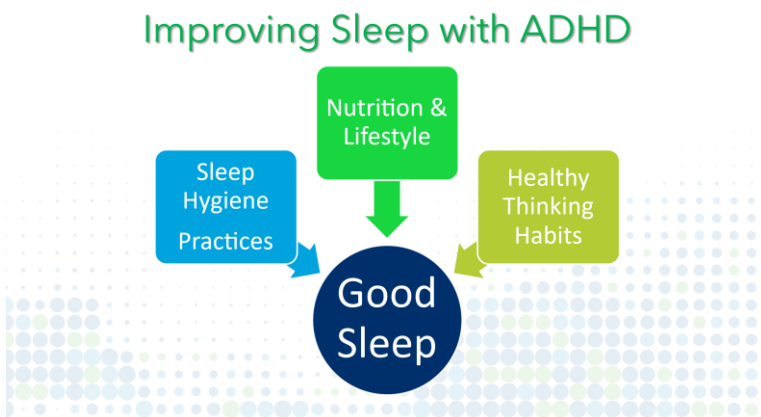 Improving Sleep with ADHD
Nutrition &
Lifestyle
Sleep
Hygiene
Practices
Healthy
Thinking
Habits
Good
Sleep